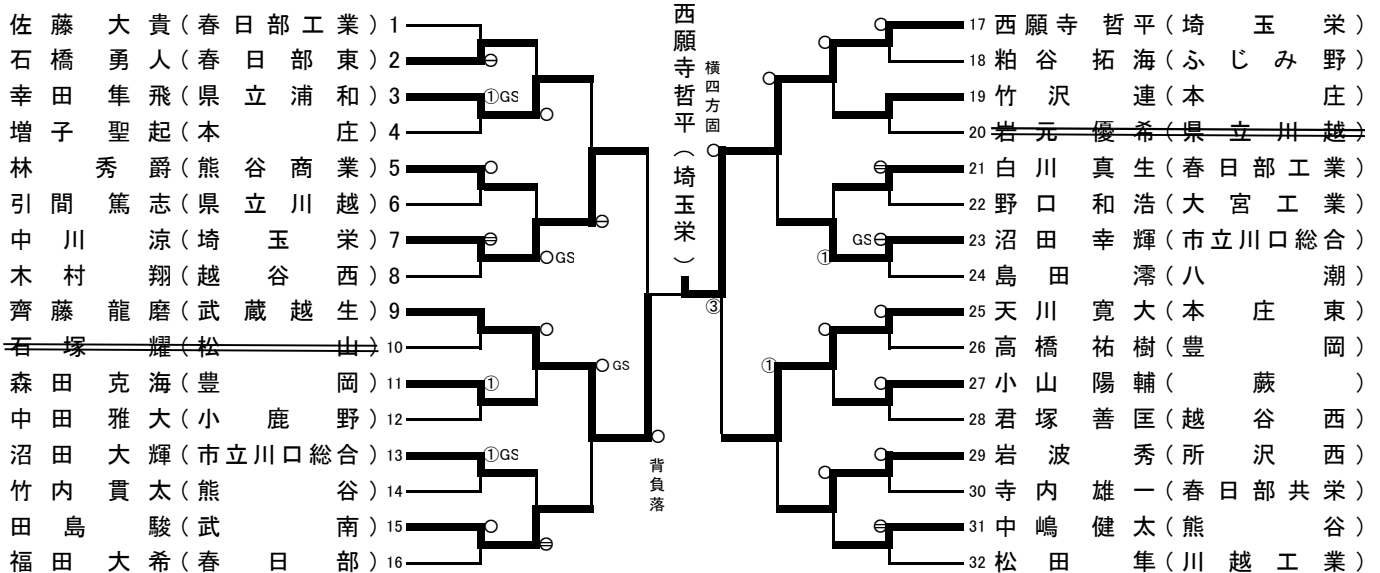 佐藤大貴(春日部工業) 1
石橋勇人(春日部東) 2
幸田隼飛(県立浦和) 3
増子聖起(本庄) 4
林秀爵(熊谷商業) 5
引間篤志(県立川越) 6
中川涼(埼玉栄) 7
木村翔(越谷西) 8
齊藤龍磨(武蔵越生) 9
石塚耀(松山) 10
森田克海(豊岡) 11
中田雅大(小鹿野) 12
沼田大輝(市立川口総合) 13
竹内貫太(熊谷) 14
田島駿(武南) 15
福田大希(春日部) 16
①GS
○GS
○GS
①
①GS
背負落
西願寺哲平(埼玉栄)
横四方固
③
GS
①
①
17 西願寺哲平(埼玉栄)
18 粕谷拓海(ふじみ野)
19 竹沢連(本庄)
20 岩元優希(県立川越)
21 白川真生(春日部工業)
22 野口和浩(大宮工業)
23 沼田幸輝(市立川口総合)
24 島田澪(八潮)
25 天川寛大(本庄東)
26 高橋祐樹(豊岡)
27 小山陽輔(蕨)
28 君塚善匡(越谷西)
29 岩波秀(所沢西)
30 寺内雄一(春日部共栄)
31 中嶋健太(熊谷)
32 松田隼(川越工業)